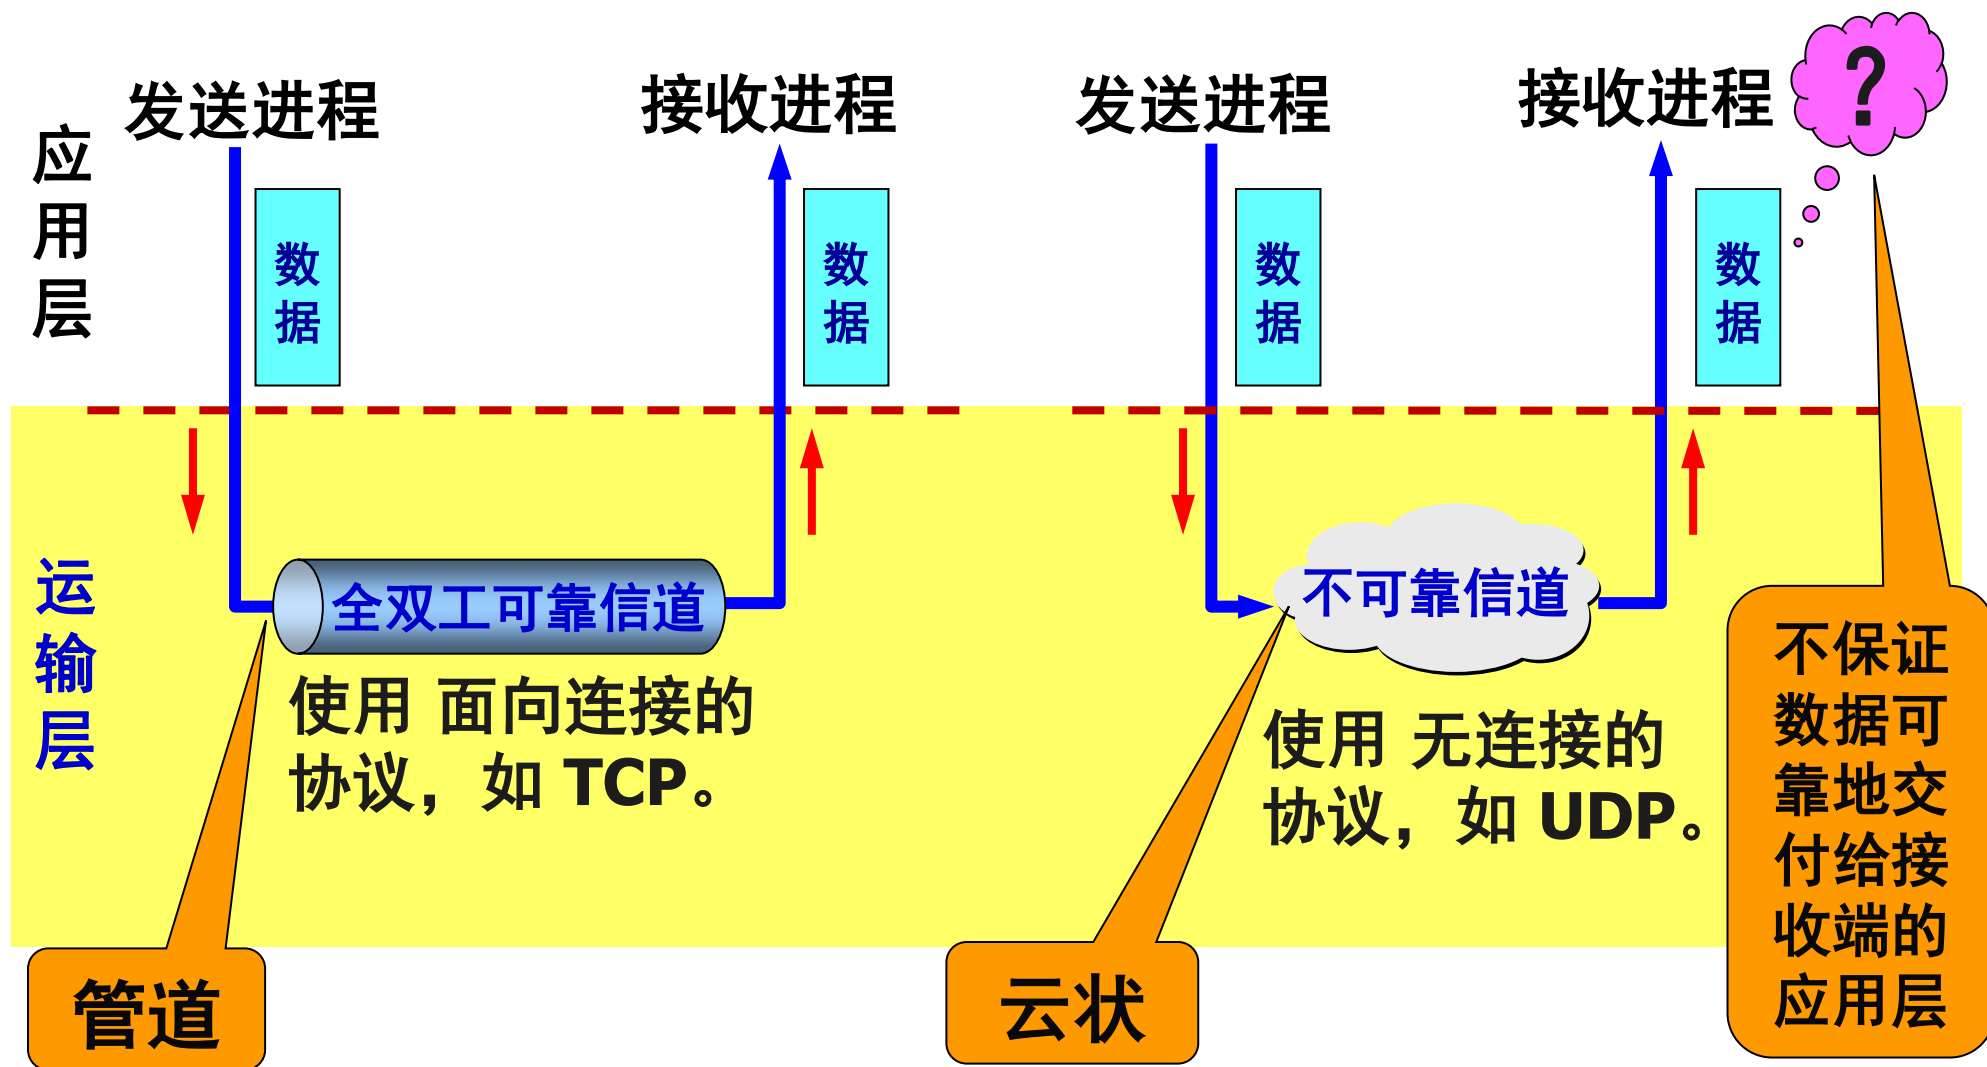 发送进程
接收进程
发送进程
接收进程
?
应用层
数据
数据
数据
数据
运输层
全双工可靠信道
不可靠信道
使用 面向连接的
协议，如 TCP。
使用 无连接的
协议，如 UDP。
不保证
数据可
靠地交
付给接
收端的
应用层
管道
云状